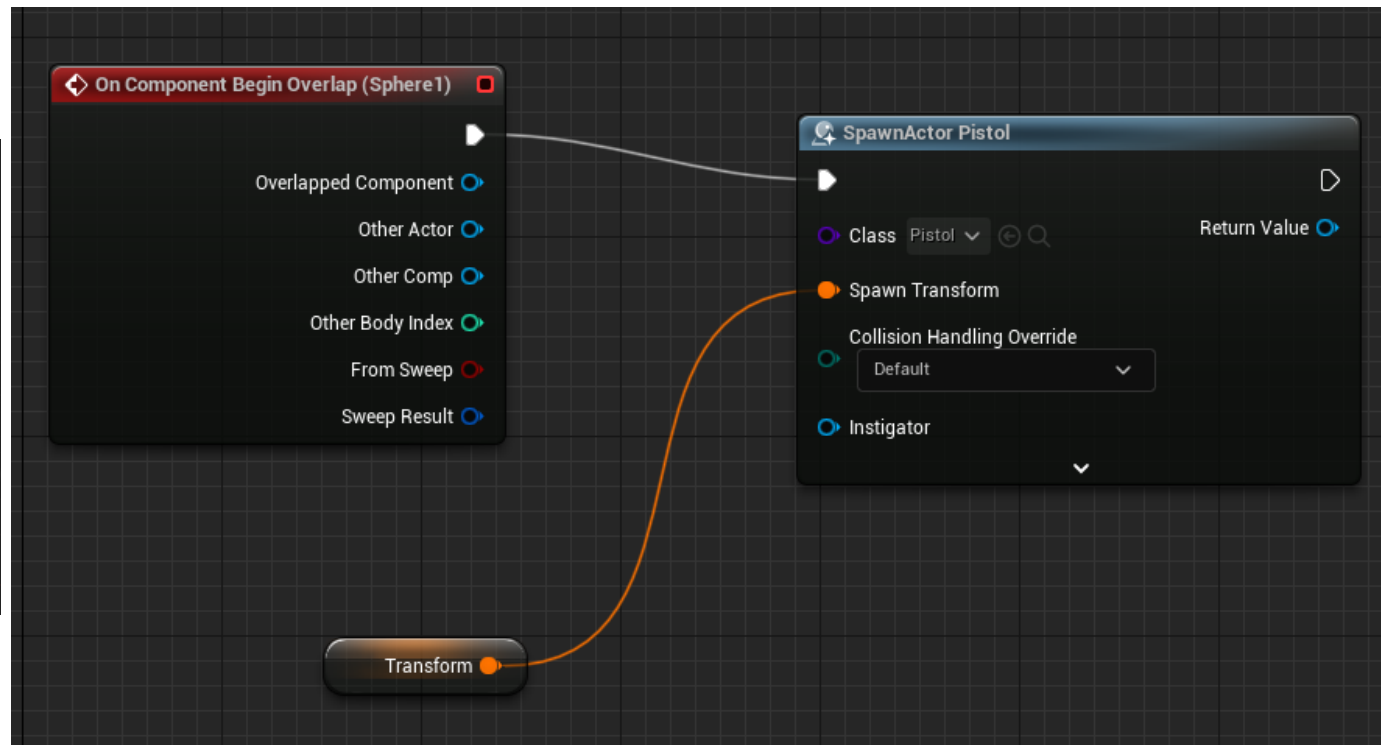 On Component Begin Overlap (Sphere1)
Overlapped Component
Other Actor
Other Comp
Other Body Index
From Sweep
Sweep Result
SpawnActor Pistol
Class Pistol
Return Value
Spawn Transform
Collision Handling Override
Default
Instigator
Transform